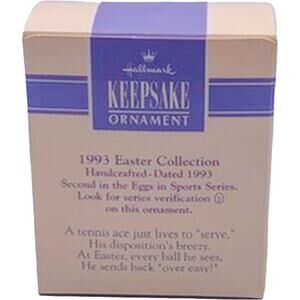 Hallmark
KEEPSAKE
ORNAMENT
1993 Easter Collection
Handcrafted - Dated 1993
Second in the Eggs in Sports Series.
Look for series verification ②
on this ornament.
A tennis ace just lives to "serve,"
His disposition's breezy.
At Easter, every ball he sees,
He sends back "over easy!"